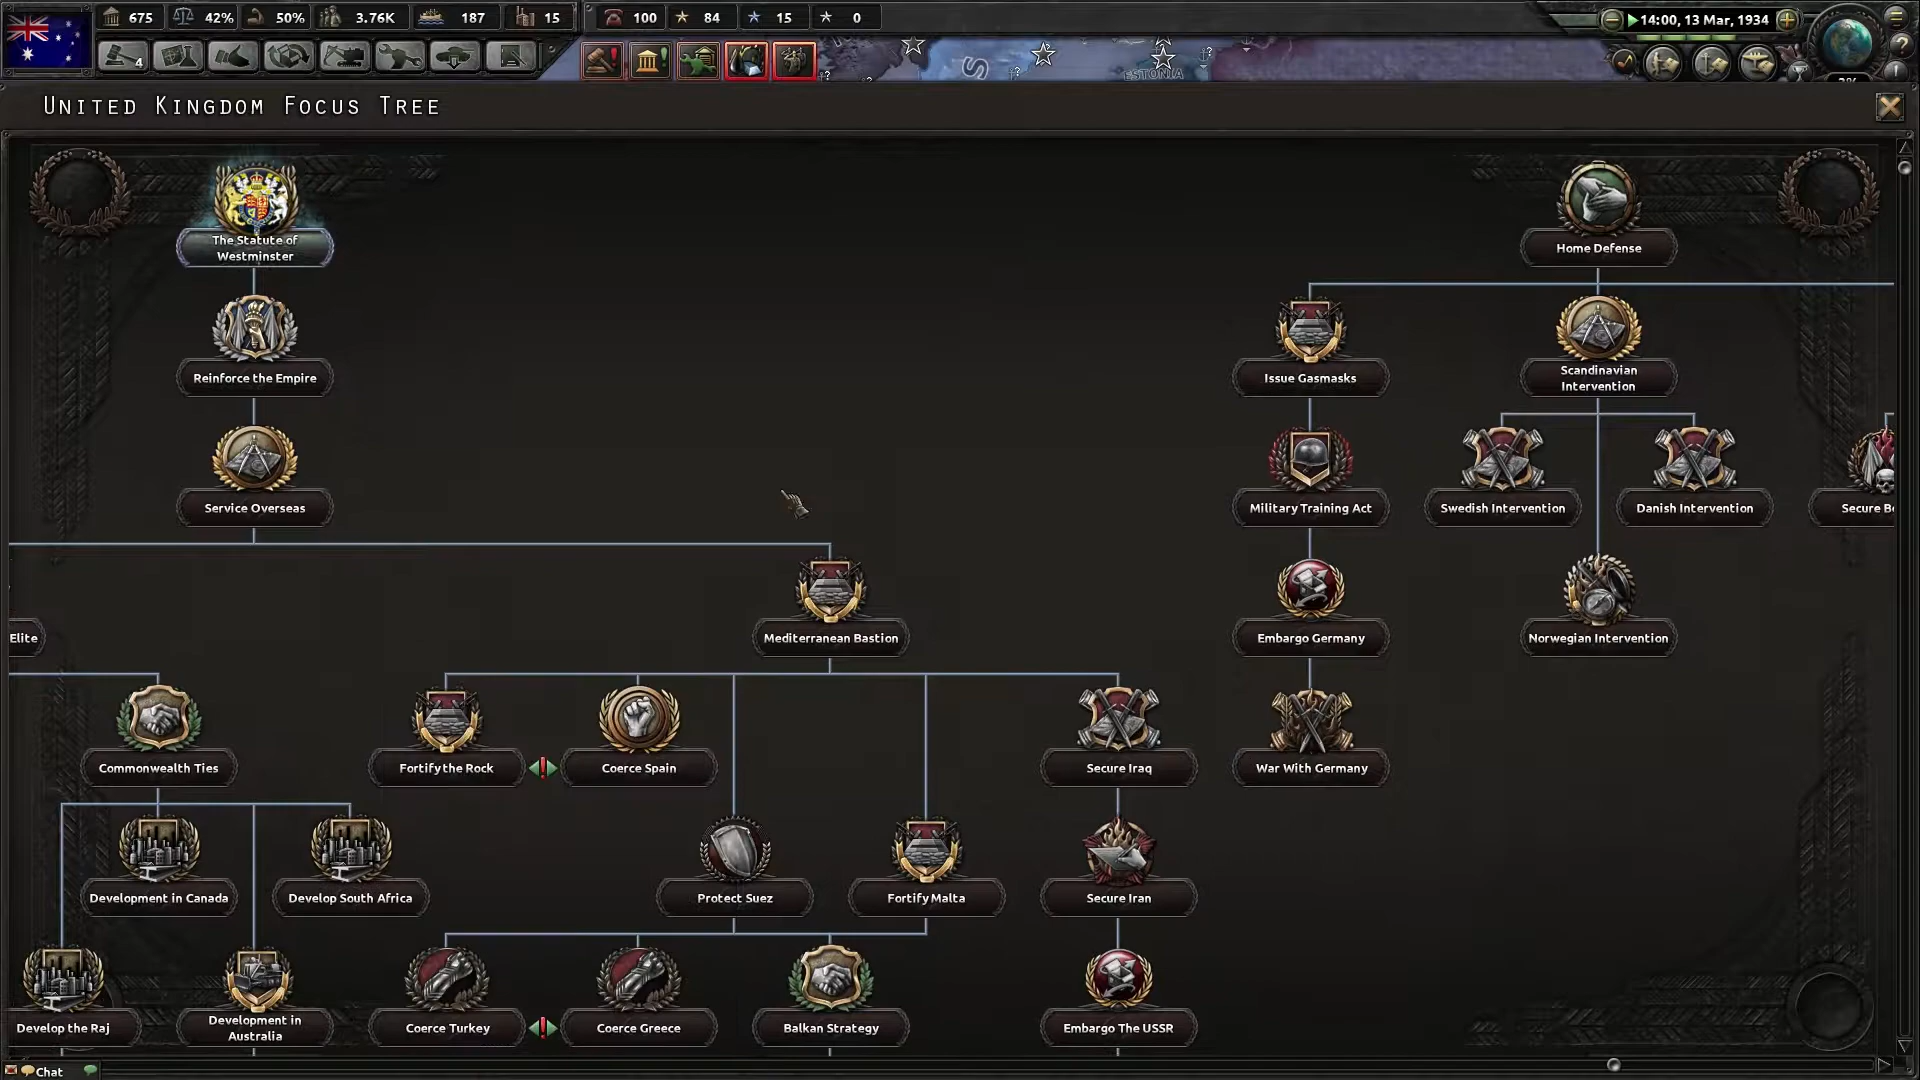 675
42%
50%
3.76K
187
15
100
84
15
0
14:00, 13 Mar, 1934
4
ESTONIA
United Kingdom Focus Tree
The Statute of
Westminster
Home Defense
Reinforce the Empire
Issue Gasmasks
Scandinavian
Intervention
Service Overseas
Military Training Act
Swedish Intervention
Danish Intervention
Secure B
Elite
Mediterranean Bastion
Embargo Germany
Norwegian Intervention
Commonwealth Ties
Fortify the Rock
Coerce Spain
Secure Iraq
War With Germany
Development in Canada
Develop South Africa
Protect Suez
Fortify Malta
Secure Iran
Develop the Raj
Development in
Australia
Coerce Turkey
Coerce Greece
Balkan Strategy
Embargo The USSR
Chat